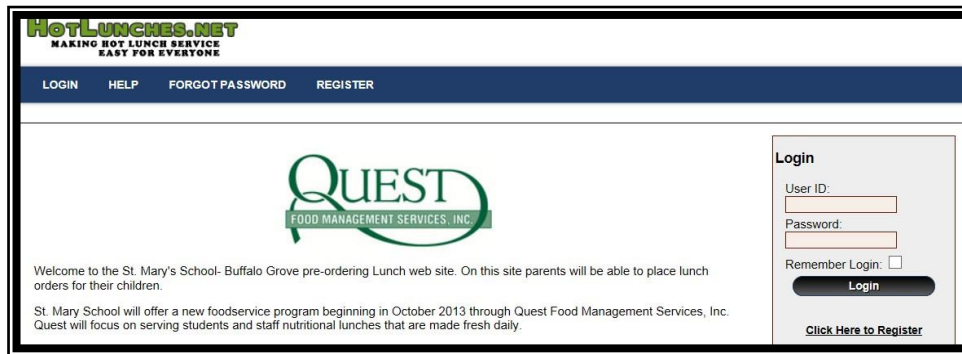 HOTLUNCHES.NET
MAKING HOT LUNCH SERVICE
EASY FOR EVERYONE
LOGIN HELP FORGOT PASSWORD REGISTER
QUEST
FOOD MANAGEMENT SERVICES, INC.
Welcome to the St. Mary's School- Buffalo Grove pre-ordering Lunch web site. On this site parents will be able to place lunch
orders for their children.
St. Mary School will offer a new foodservice program beginning in October 2013 through Quest Food Management Services, Inc.
Quest will focus on serving students and staff nutritional lunches that are made fresh daily.
Login
User ID:
Password:
Remember Login:
Login
Click Here to Register